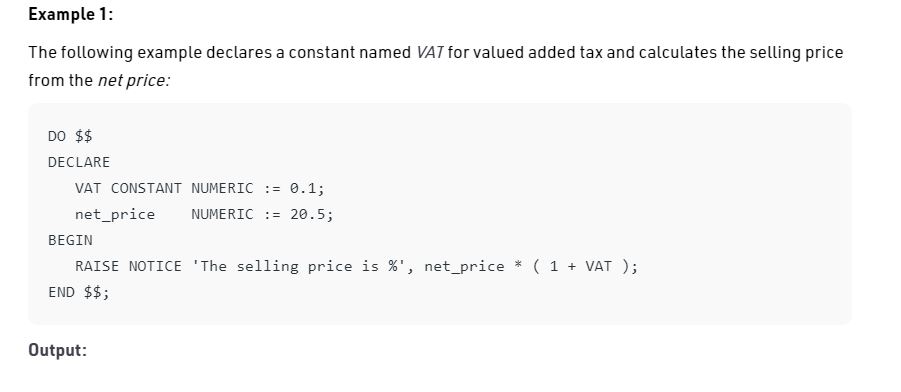 Example 1:
The following example declares a constant named VAT for valued added tax and calculates the selling price
from the net price:
DO $$
DECLARE
   VAT CONSTANT NUMERIC := 0.1;
   net_price    NUMERIC := 20.5;
BEGIN
   RAISE NOTICE 'The selling price is %', net_price * ( 1 + VAT );
END $$;
Output: